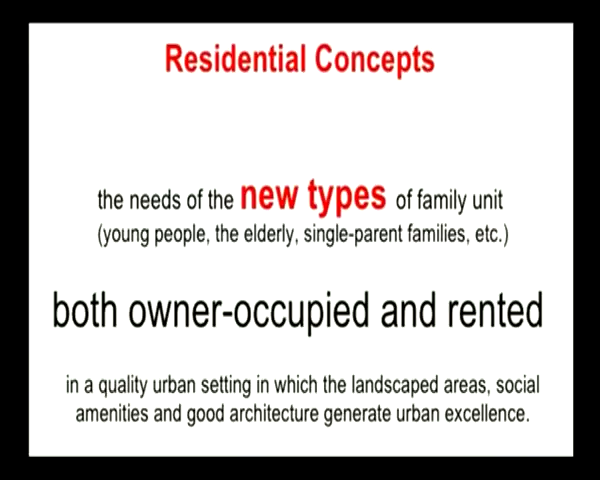 Residential Concepts
the needs of the new types of family unit
(young people, the elderly, single-parent families, etc.)
both owner-occupied and rented
in a quality urban setting in which the landscaped areas, social
amenities and good architecture generate urban excellence.